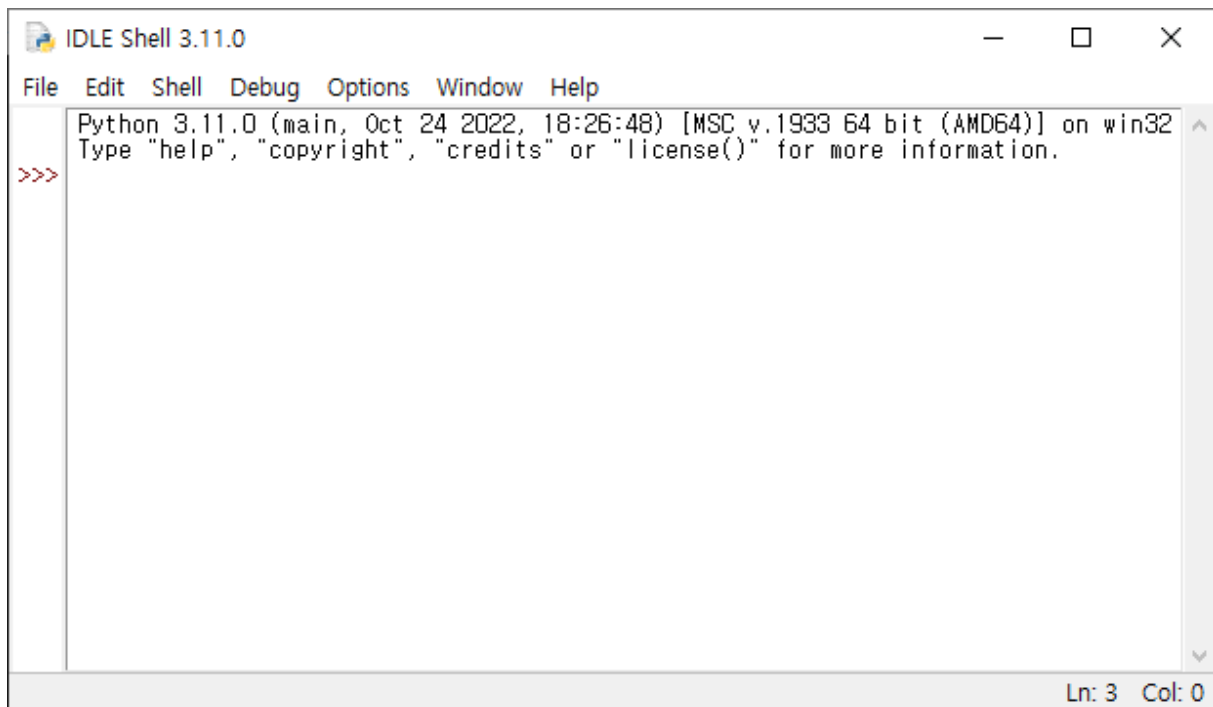 IDLE Shell 3.11.0
File Edit Shell Debug Options Window Help
Python 3.11.0 (main, Oct 24 2022, 18:26:48) [MSC v.1933 64 bit (AMD64)] on win32
Type "help", "copyright", "credits" or "license()" for more information.
>>>
Ln: 3 Col: 0